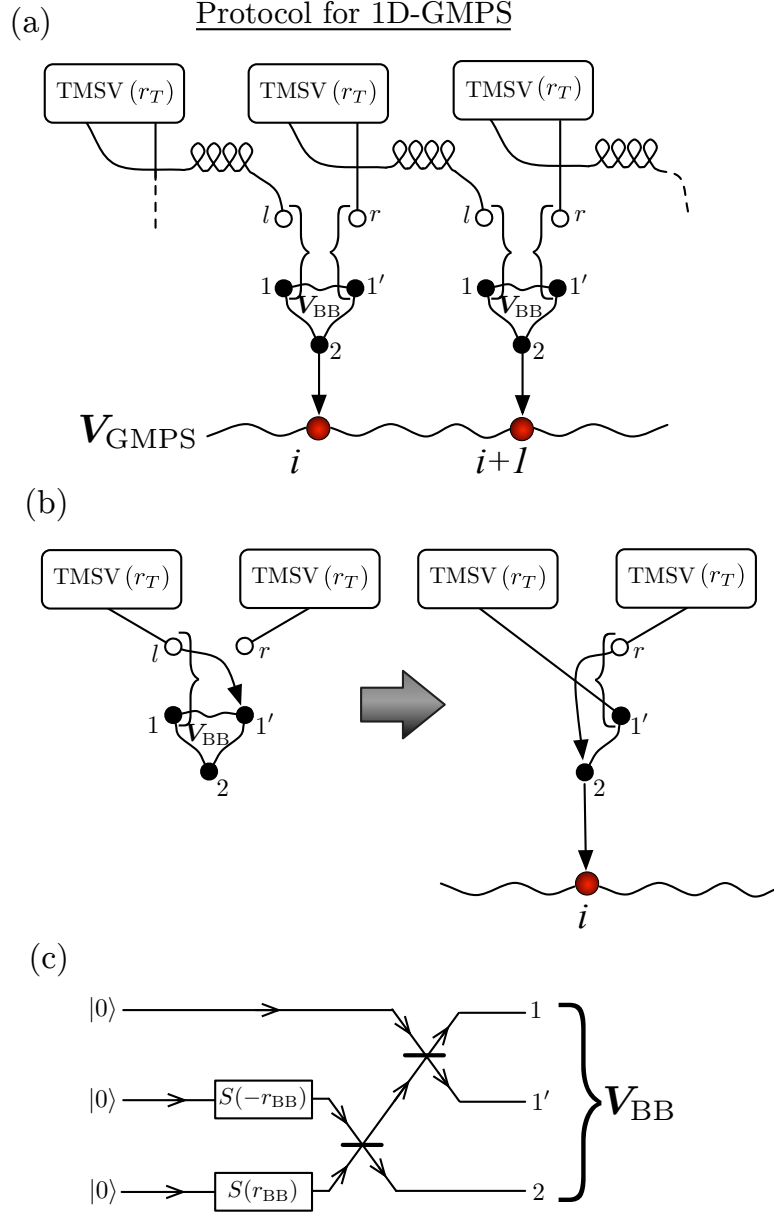 (a) Protocol for 1D-GMPS
TMSV (r_T) TMSV (r_T) TMSV (r_T)
l r l r
1 1′ 1 1′
V_BB V_BB
2 2
V_GMPS
i i+1
(b)
TMSV (r_T) TMSV (r_T) TMSV (r_T) TMSV (r_T)
l r r
1 1′ 1′
V_BB
2 2
i
(c)
|0⟩ 1
|0⟩ S(−r_BB) 1′ V_BB
|0⟩ S(r_BB) 2